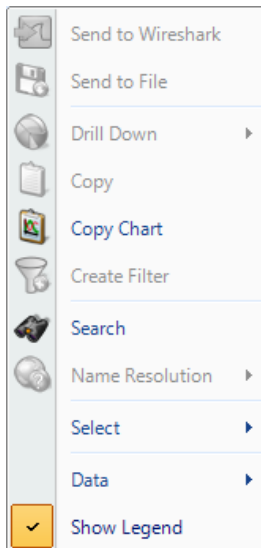 Send to Wireshark
Send to File
Drill Down
Copy
Copy Chart
Create Filter
Search
Name Resolution
Select
Data
Show Legend